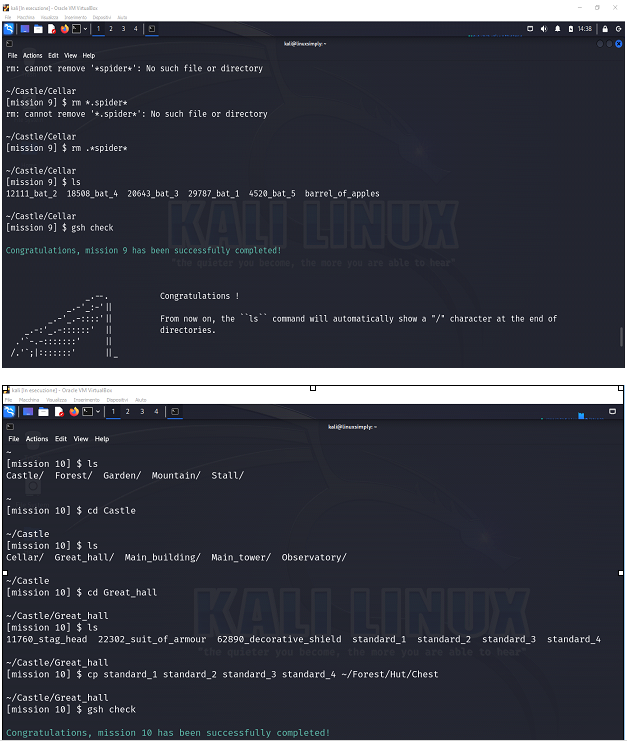 kali [In esecuzione] - Oracle VM VirtualBox
File Macchina Visualizza Inserimento Dispositivi Aiuto
1 2 3 4 14:38
kali@linuxsimply: ~
File Actions Edit View Help
rm: cannot remove '*spider*': No such file or directory
~/Castle/Cellar
[mission 9] $ rm *.spider*
rm: cannot remove '*.spider*': No such file or directory
~/Castle/Cellar
[mission 9] $ rm .*spider*
~/Castle/Cellar
[mission 9] $ ls
12111_bat_2 18508_bat_4 20643_bat_3 29787_bat_1 4520_bat_5 barrel_of_apples
~/Castle/Cellar
[mission 9] $ gsh check
KALI LINUX
Congratulations, mission 9 has been successfully completed!
"the quieter you become, the more you are able to hear"
Congratulations !
From now on, the ``ls`` command will automatically show a "/" character at the end of
directories.
kali [In esecuzione] - Oracle VM VirtualBox
File Macchina Visualizza Inserimento Dispositivi Aiuto
1 2 3 4
kali@linuxsimply: ~
File Actions Edit View Help
~
[mission 10] $ ls
Castle/ Forest/ Garden/ Mountain/ Stall/
~
[mission 10] $ cd Castle
~/Castle
[mission 10] $ ls
Cellar/ Great_hall/ Main_building/ Main_tower/ Observatory/
~/Castle
[mission 10] $ cd Great_hall
~/Castle/Great_hall
[mission 10] $ ls
KALI LINUX
11760_stag_head 22302_suit_of_armour 62890_decorative_shield standard_1 standard_2 standard_3 standard_4
"the quieter you become, the more you are able to hear"
~/Castle/Great_hall
[mission 10] $ cp standard_1 standard_2 standard_3 standard_4 ~/Forest/Hut/Chest
~/Castle/Great_hall
[mission 10] $ gsh check
Congratulations, mission 10 has been successfully completed!